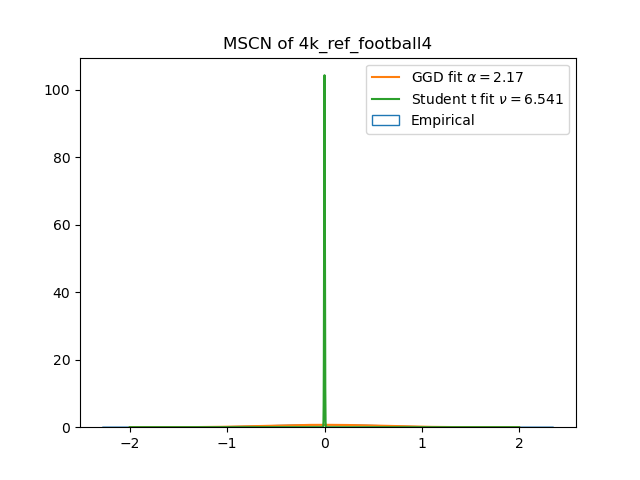 MSCN of 4k_ref_football4
GGD fit α = 2.17
Student t fit ν = 6.541
Empirical
100
80
60
40
20
0
−2
−1
0
1
2